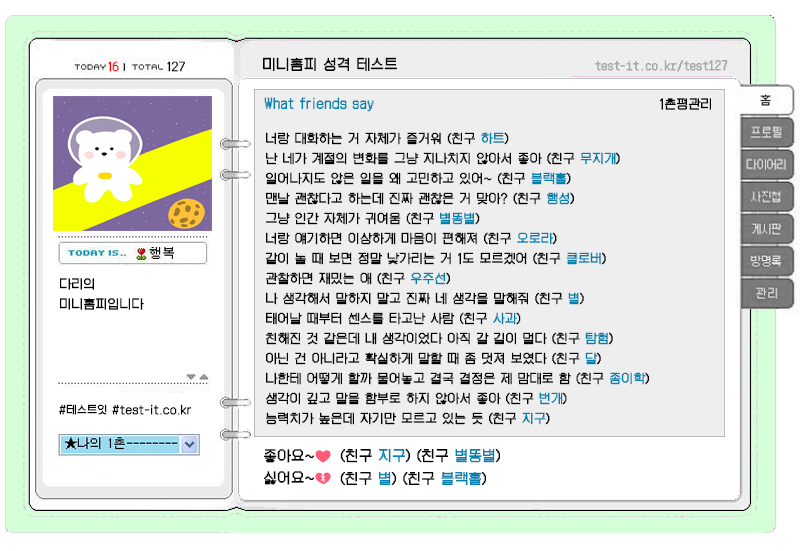 TODAY 16 | TOTAL 127
미니홈피 성격 테스트
test-it.co.kr/test127
What friends say
1촌평관리
너랑 대화하는 거 자체가 즐거워 (친구 하트)
난 네가 계절의 변화를 그냥 지나치지 않아서 좋아 (친구 무지개)
일어나지도 않은 일을 왜 고민하고 있어~ (친구 블랙홀)
맨날 괜찮다고 하는데 진짜 괜찮은 거 맞아? (친구 행성)
그냥 인간 자체가 귀여움 (친구 별똥별)
너랑 얘기하면 이상하게 마음이 편해져 (친구 오로라)
같이 놀 때 보면 정말 낯가리는 거 1도 모르겠어 (친구 클로버)
관찰하면 재밌는 애 (친구 우주선)
나 생각해서 말하지 말고 진짜 네 생각을 말해줘 (친구 별)
태어날 때부터 센스를 타고난 사람 (친구 사과)
친해진 것 같은데 내 생각이었다 아직 갈 길이 멀다 (친구 탐험)
아닌 건 아니라고 확실하게 말할 때 좀 멋져 보였다 (친구 달)
나한테 어떻게 할까 물어놓고 결국 결정은 제 맘대로 함 (친구 종이학)
생각이 깊고 말을 함부로 하지 않아서 좋아 (친구 번개)
능력치가 높은데 자기만 모르고 있는 듯 (친구 지구)
좋아요~ (친구 지구) (친구 별똥별)
싫어요~ (친구 별) (친구 블랙홀)
TODAY IS.. 행복
다리의
미니홈피입니다
#테스트잇 #test-it.co.kr
★나의 1촌--------
홈
프로필
다이어리
사진첩
게시판
방명록
관리